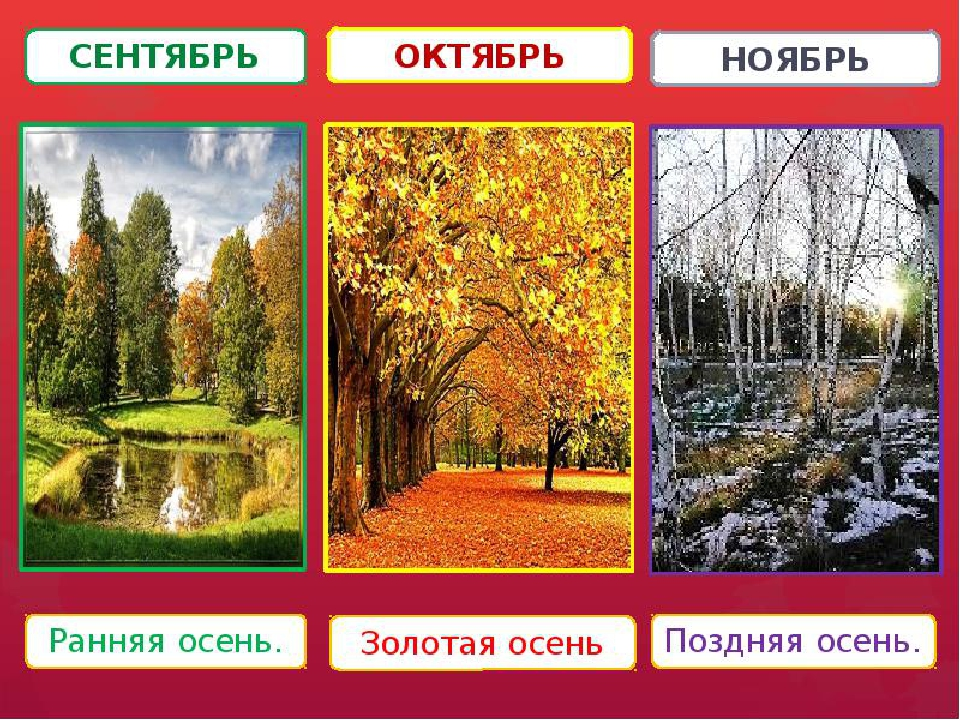 СЕНТЯБРЬ
ОКТЯБРЬ
НОЯБРЬ
Ранняя осень.
Золотая осень
Поздняя осень.